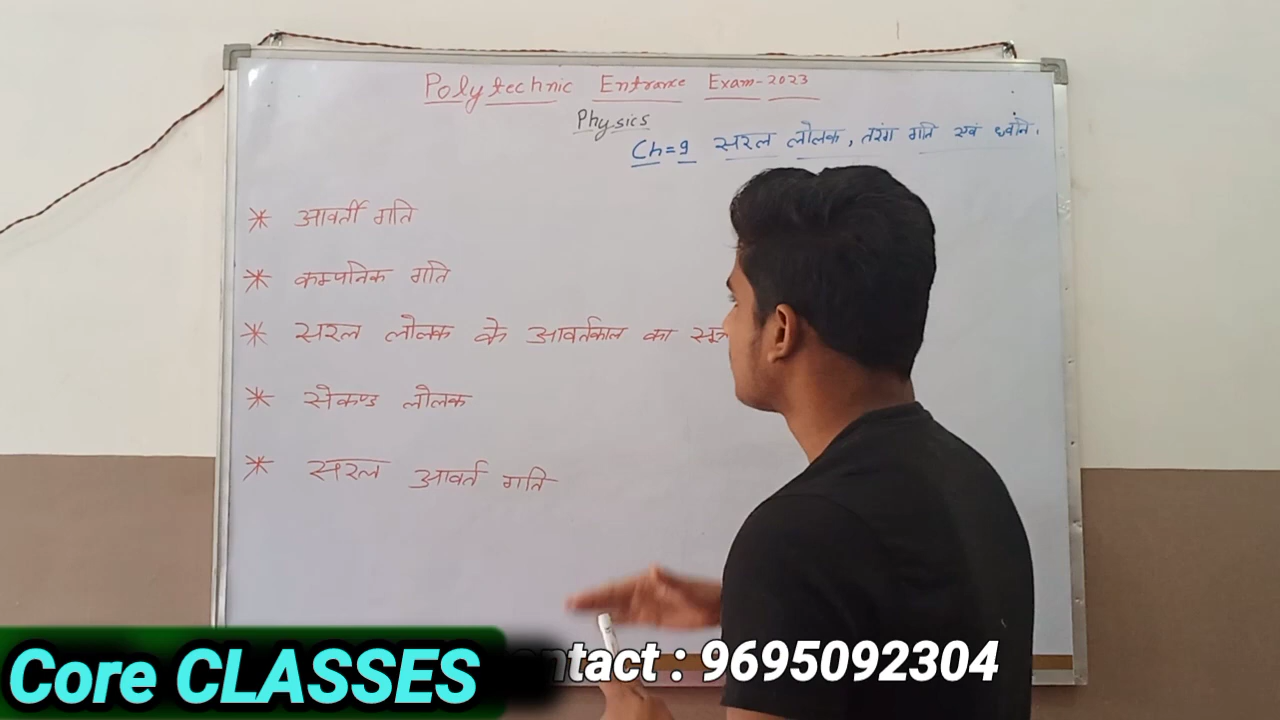 Polytechnic Entrance Exam-2023
Physics
Ch=9 सरल लोलक, तरंग गति एवं ध्वनि.
* आवर्ती गति
* कम्पनिक गति
* सरल लोलक के आवर्तकाल का
* सेकण्ड लोलक
* सरल आवर्त गति
Core CLASSES
: 9695092304